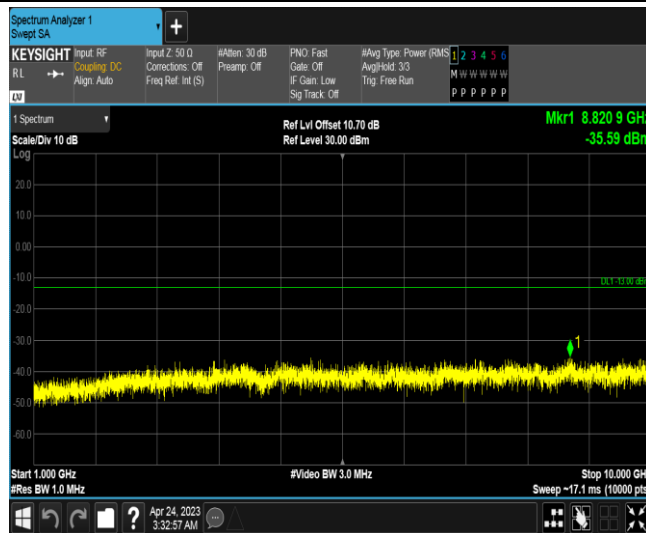 Spectrum Analyzer 1
Swept SA
+
KEYSIGHT
RL
LXI
Input: RF
Coupling: DC
Align: Auto
Input Z: 50 Ω
Corrections: Off
Freq Ref: Int (S)
#Atten: 30 dB
Preamp: Off
PNO: Fast
Gate: Off
IF Gain: Low
Sig Track: Off
#Avg Type: Power (RMS
Avg|Hold: 3/3
Trig: Free Run
1 2 3 4 5 6
M W W W W W
P P P P P P
1 Spectrum
Scale/Div 10 dB
Log
Ref Lvl Offset 10.70 dB
Ref Level 30.00 dBm
Mkr1 8.820 9 GHz
-35.59 dBm
20.0
10.0
0.00
-10.0
DL1 -13.00 dBm
-20.0
-30.0
1
-40.0
-50.0
-60.0
Start 1.000 GHz
#Video BW 3.0 MHz
Stop 10.000 GHz
#Res BW 1.0 MHz
Sweep ~17.1 ms (10000 pts)
?
Apr 24, 2023
3:32:57 AM